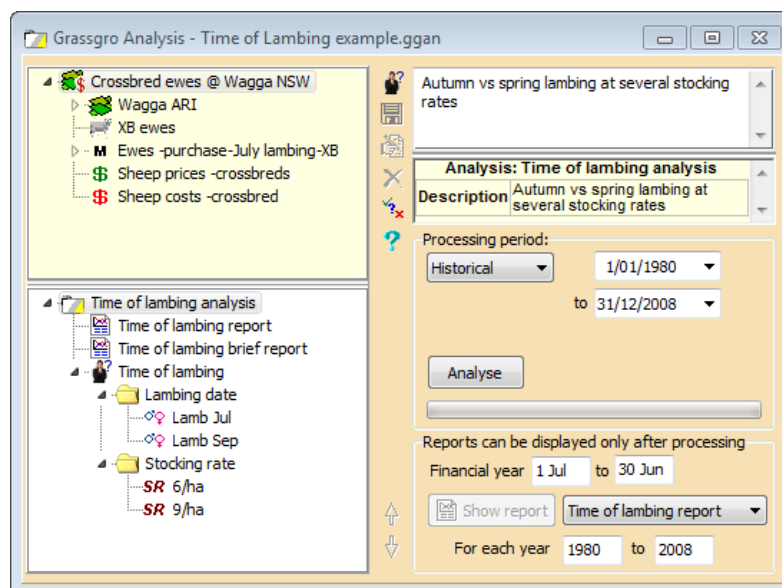 Grassgro Analysis - Time of Lambing example.ggan
Crossbred ewes @ Wagga NSW
Wagga ARI
XB ewes
M Ewes -purchase-July lambing-XB
$ Sheep prices -crossbreds
$ Sheep costs -crossbred
Time of lambing analysis
Time of lambing report
Time of lambing brief report
Time of lambing
Lambing date
Lamb Jul
Lamb Sep
Stocking rate
SR 6/ha
SR 9/ha
Autumn vs spring lambing at several stocking
rates
Analysis: Time of lambing analysis
Description Autumn vs spring lambing at
several stocking rates
Processing period:
Historical 1/01/1980
to 31/12/2008
Analyse
Reports can be displayed only after processing
Financial year 1 Jul to 30 Jun
Show report Time of lambing report
For each year 1980 to 2008